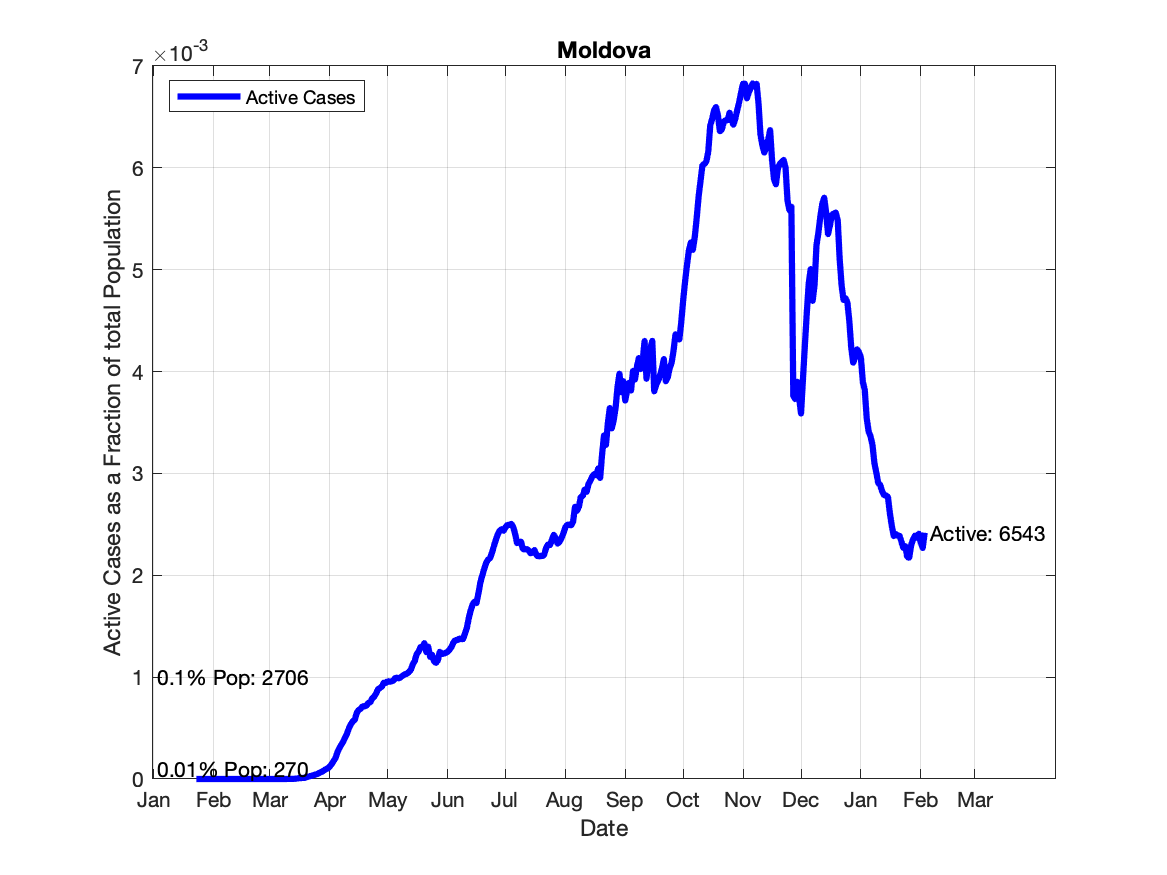 Moldova
×10-3
7
6
5
4
3
2
1
0
Active Cases as a Fraction of total Population
Active Cases
Active: 6543
0.1% Pop: 2706
0.01% Pop: 270
Jan Feb Mar Apr May Jun Jul Aug Sep Oct Nov Dec Jan Feb Mar
Date